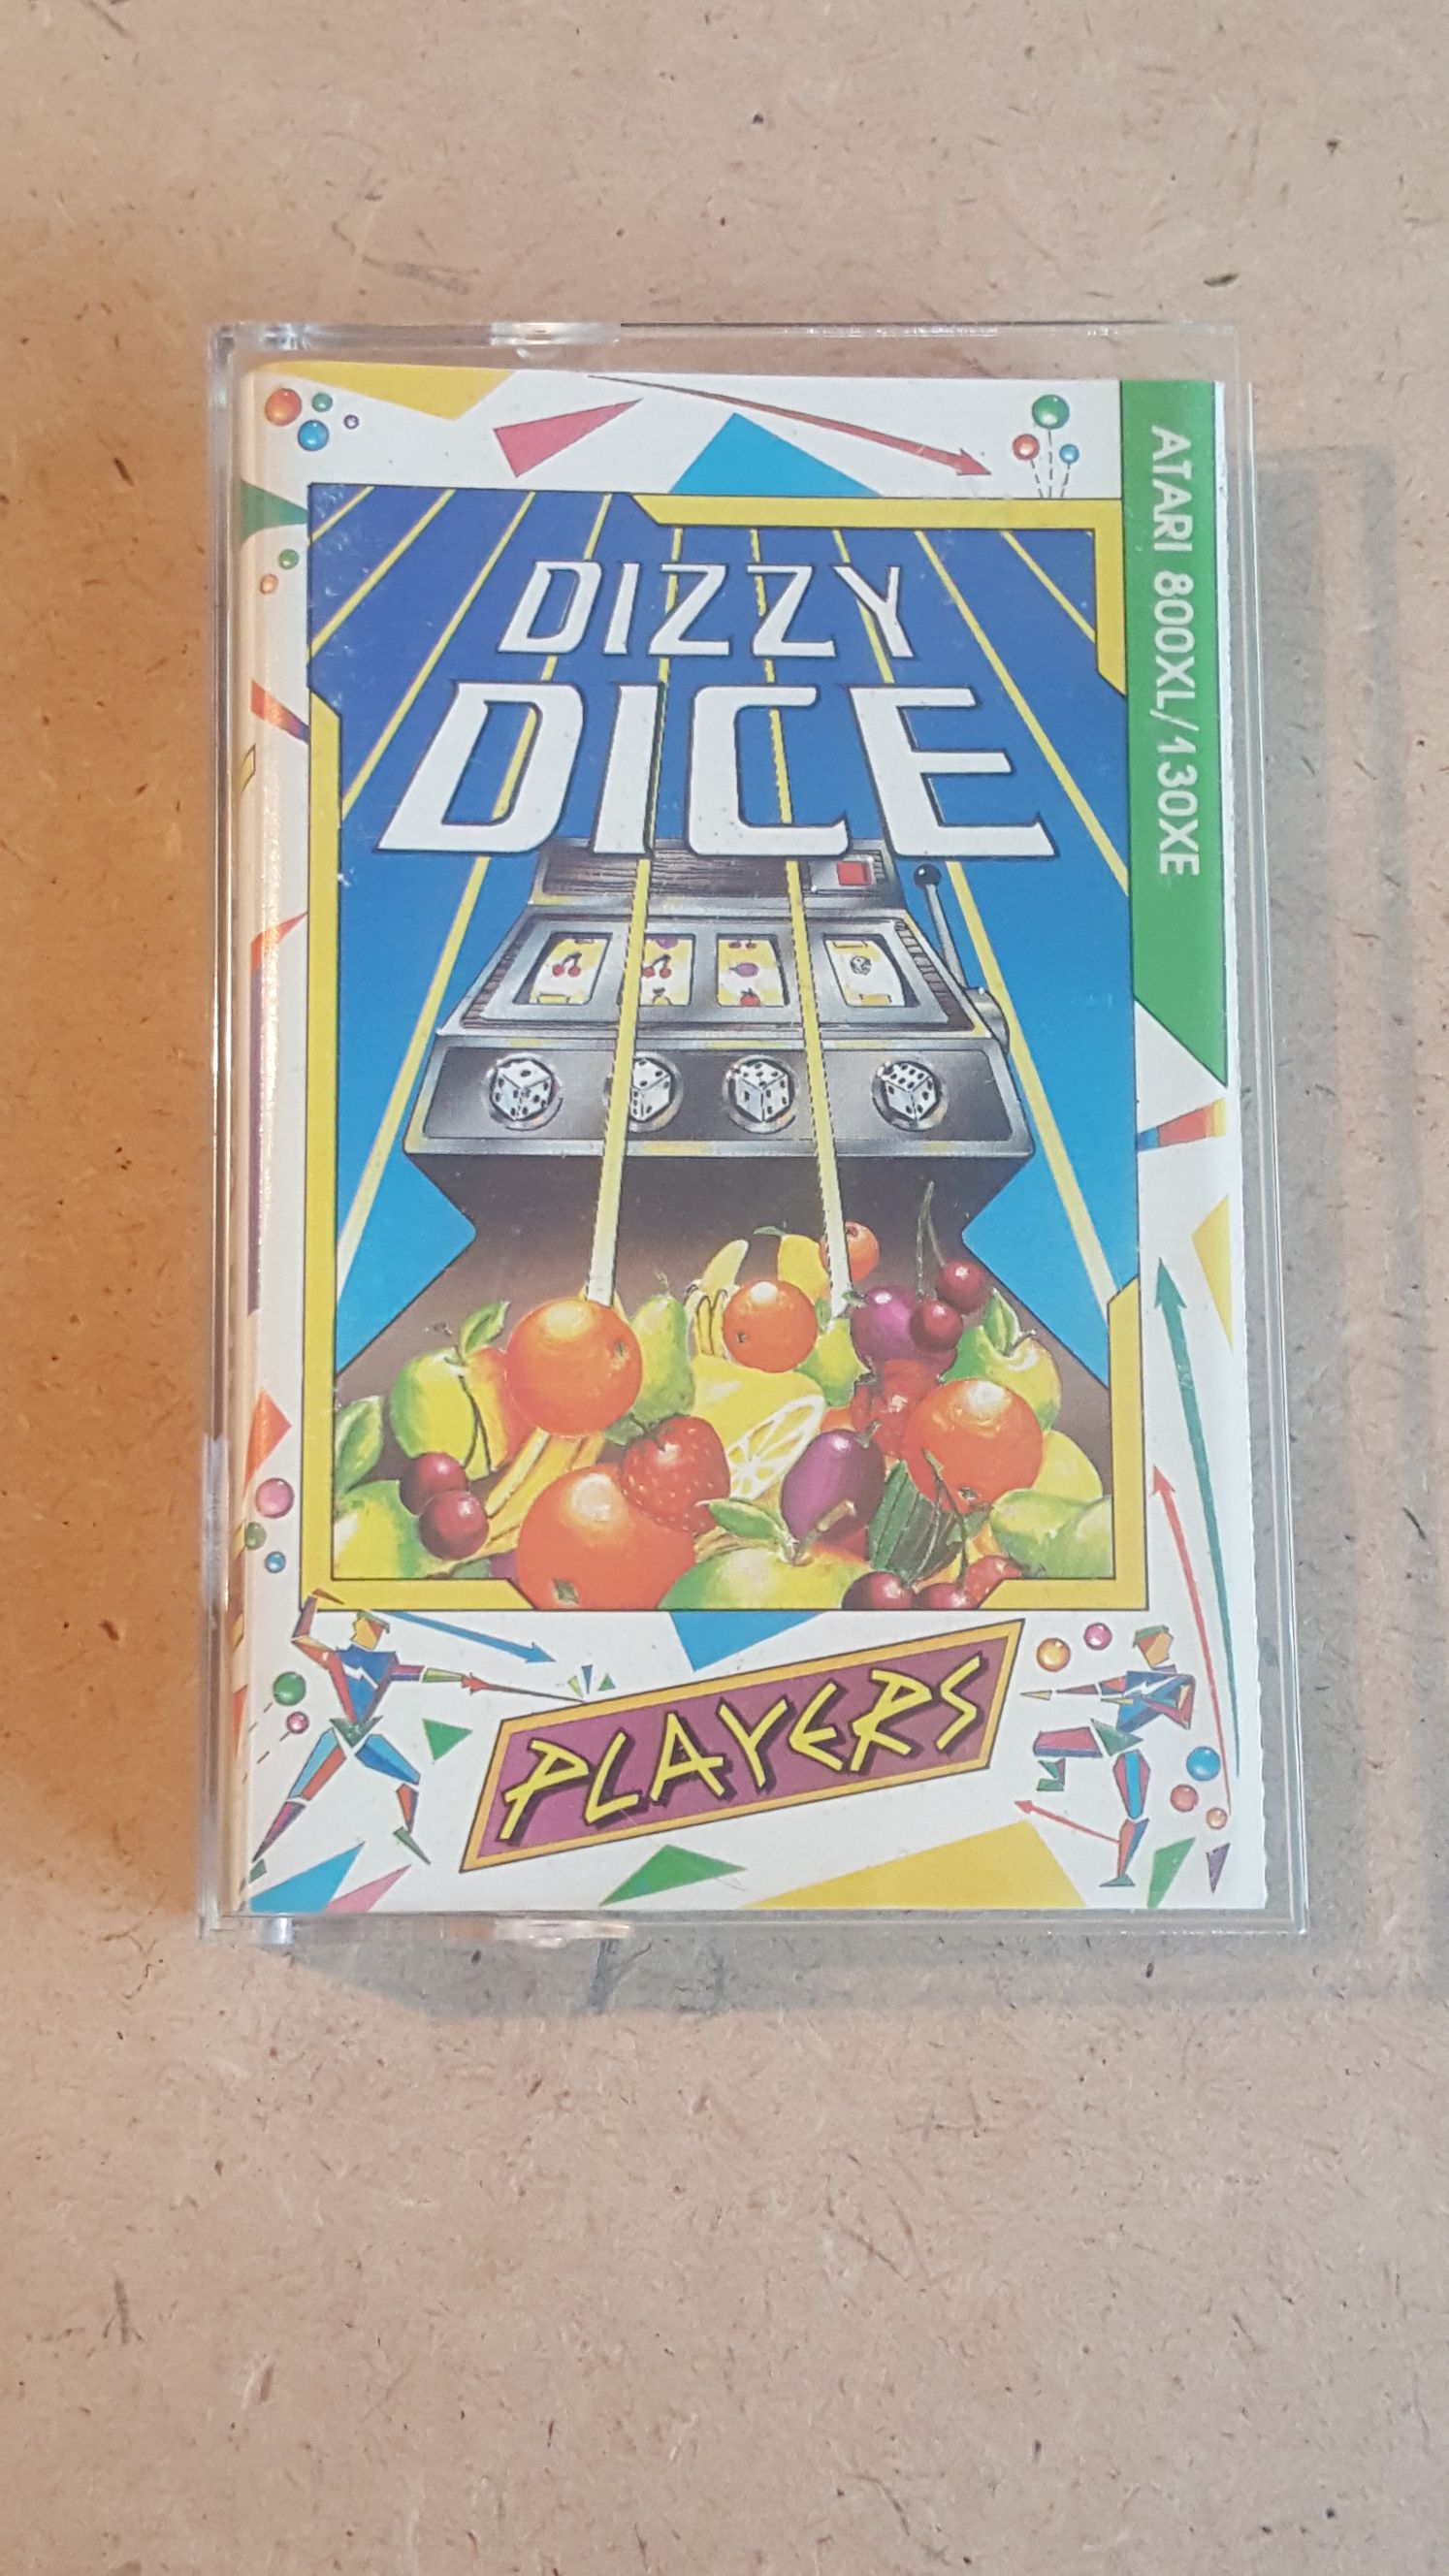 DIZZY
DICE
ATARI 800XL/130XE
PLAYERS